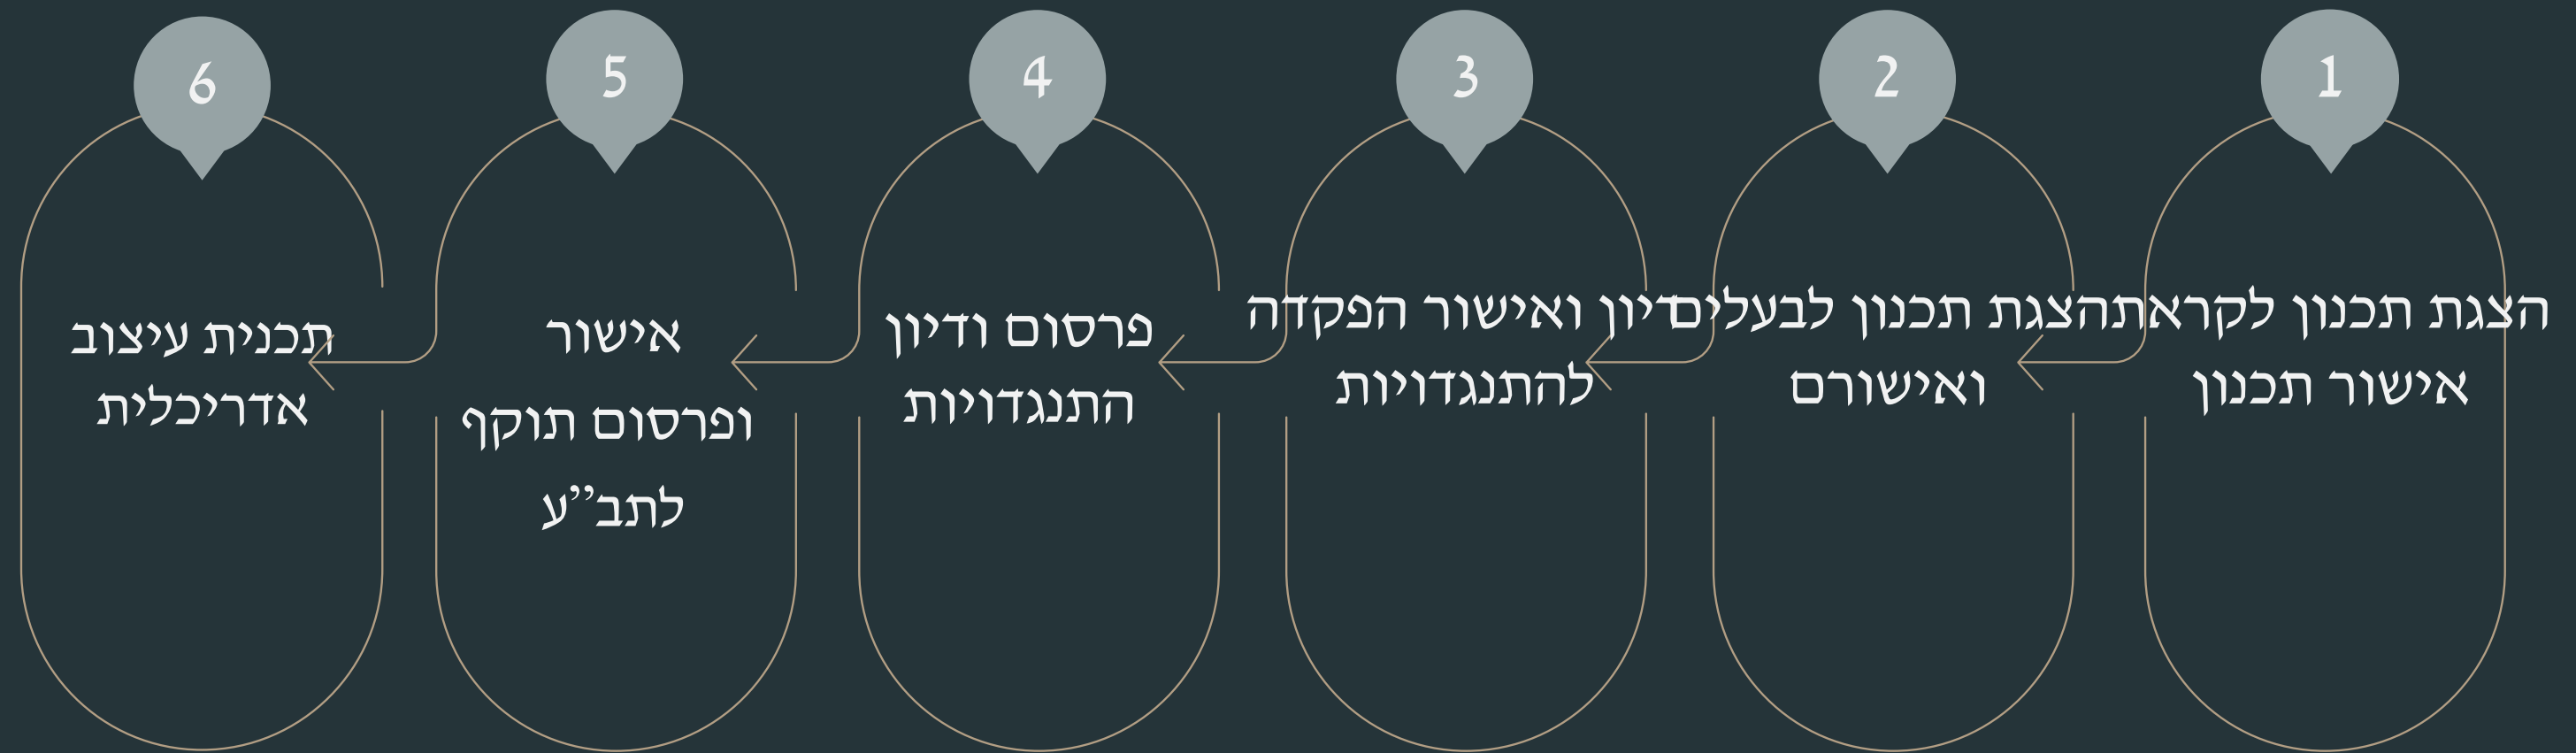 1
הצגת תכנון לקראת
אישור תכנון
2
הצגת תכנון לבעלים
ואישורם
3
דיון ואישור הפקדה
להתנגדויות
4
פרסום ודיון
התנגדויות
5
אישור
ופרסום תוקף
לתב’’ע
6
תכנית עיצוב
אדריכלית